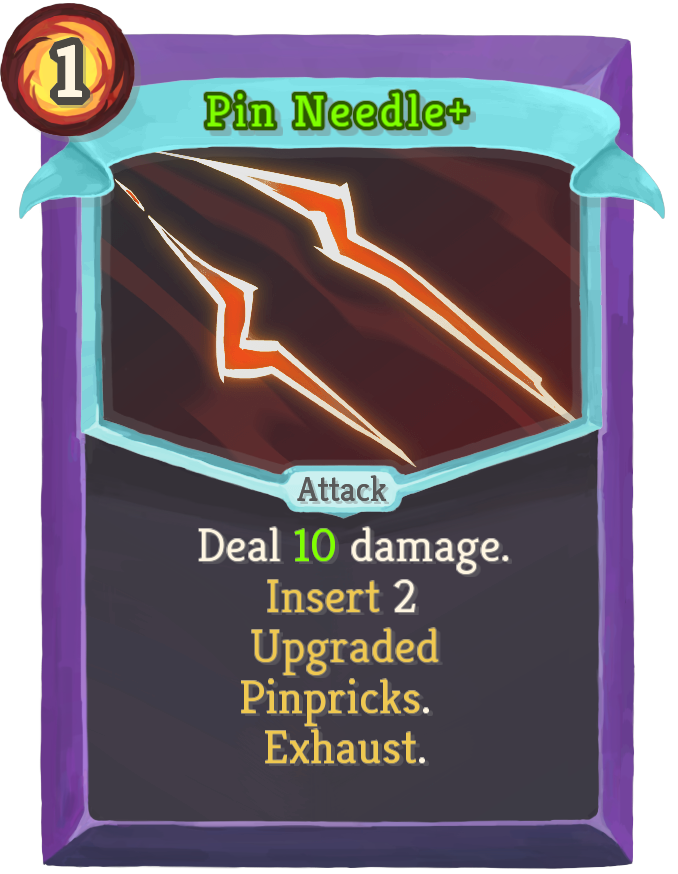 1
Pin Needle+
Attack
Deal 10 damage.
Insert 2
Upgraded
Pinpricks.
Exhaust.